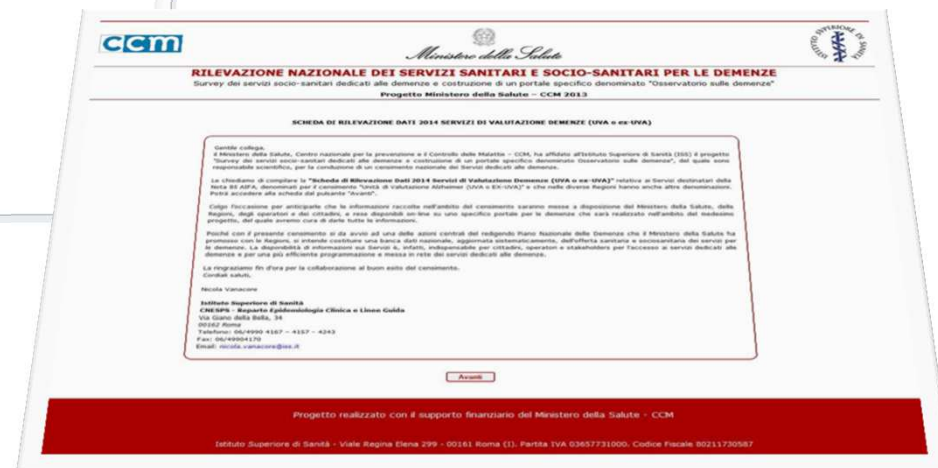 ccm
Ministero della Salute
ISTITUTO SUPERIORE DI SANITÀ
RILEVAZIONE NAZIONALE DEI SERVIZI SANITARI E SOCIO-SANITARI PER LE DEMENZE
Survey dei servizi socio-sanitari dedicati alle demenze e costruzione di un portale specifico denominato "Osservatorio sulle demenze"
Progetto Ministero della Salute – CCM 2013
SCHEDA DI RILEVAZIONE DATI 2014 SERVIZI DI VALUTAZIONE DEMENZE (UVA o ex-UVA)
Gentile collega,
il Ministero della Salute, Centro nazionale per la prevenzione e il Controllo delle Malattie – CCM, ha affidato all'Istituto Superiore di Sanità (ISS) il progetto
"Survey dei servizi socio-sanitari dedicati alle demenze e costruzione di un portale specifico denominato Osservatorio sulle demenze", del quale sono
responsabile scientifico, per la conduzione di un censimento nazionale dei Servizi dedicati alle demenze.
Le chiediamo di compilare la "Scheda di Rilevazione Dati 2014 Servizi di Valutazione Demenze (UVA o ex-UVA)" relativa ai Servizi destinatari della
Nota 85 AIFA, denominati per il censimento "Unità di valutazione Alzheimer (UVA o EX-UVA)" e che nelle diverse Regioni hanno anche altre denominazioni.
Potrà accedere alla scheda dal pulsante "Avanti".
Colgo l'occasione per anticiparle che le informazioni raccolte nell'ambito del censimento saranno messe a disposizione del Ministero della Salute, delle
Regioni, degli operatori e dei cittadini, e rese disponibili on-line su uno specifico portale per le demenze che sarà realizzato nell'ambito del medesimo
progetto, del quale avremo cura di darle tutte le informazioni.
Poiché con il presente censimento si da avvio ad una delle azioni centrali del redigendo Piano Nazionale delle Demenze che il Ministero della Salute ha
promosso con le Regioni, si intende costituire una banca dati nazionale, aggiornata sistematicamente, dell'offerta sanitaria e sociosanitaria dei servizi per
le demenze. La disponibilità di informazioni sui Servizi è, infatti, indispensabile per cittadini, operatori e stakeholders per l'accesso ai servizi dedicati alle
demenze e per una più efficiente programmazione e messa in rete dei servizi dedicati alle demenze.
La ringraziamo fin d'ora per la collaborazione al buon esito del censimento.
Cordiali saluti,
Nicola Vanacore
Istituto Superiore di Sanità
CNESPS - Reparto Epidemiologia Clinica e Linee Guida
Via Giano della Bella, 34
00162 Roma
Telefono: 06/4990 4167 – 4157 – 4243
Fax: 06/49904170
Email: nicola.vanacore@iss.it
Avanti
Progetto realizzato con il supporto finanziario del Ministero della Salute - CCM
Istituto Superiore di Sanità - Viale Regina Elena 299 - 00161 Roma (I). Partita IVA 03657731000. Codice Fiscale 80211730587